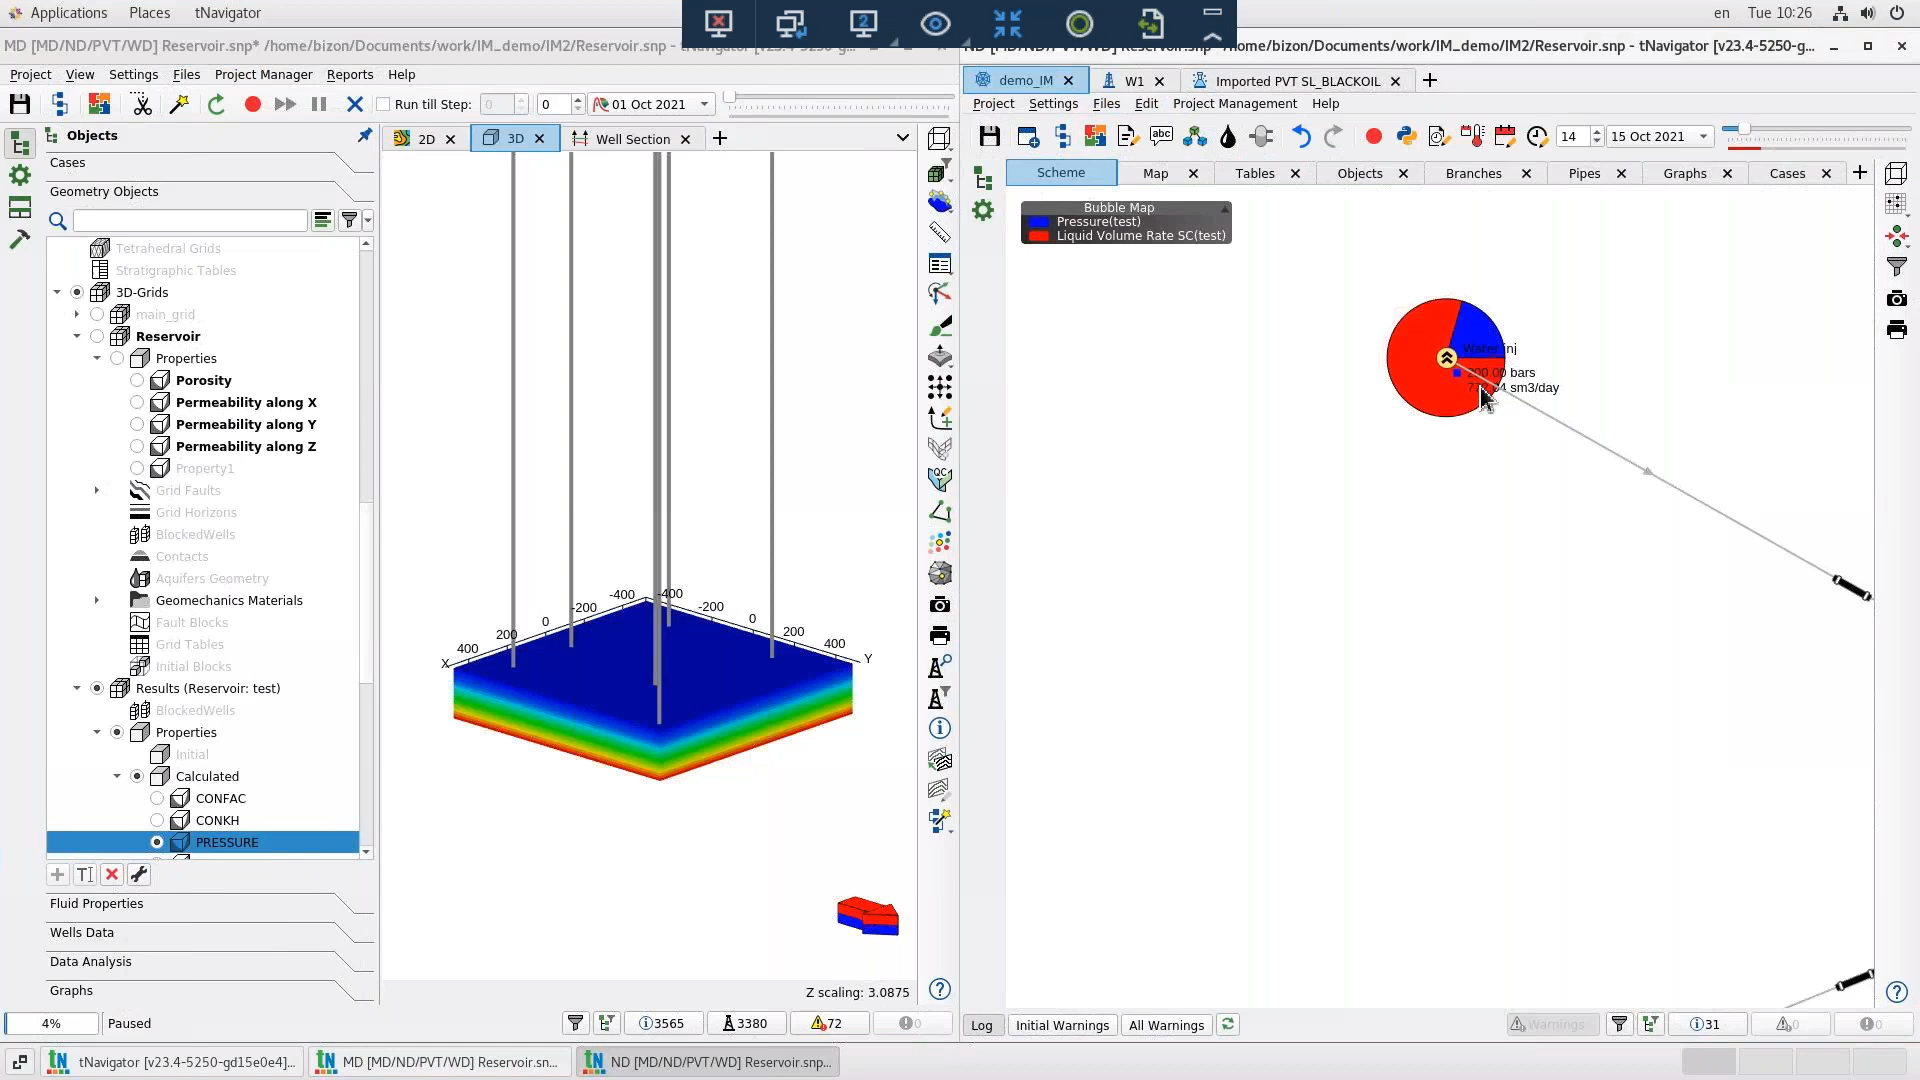 Applications Places tNavigator
en Tue 10:26
MD [MD/ND/PVT/WD] Reservoir.snp* /home/bizon/Documents/work/IM_demo/IM2/Reservoir.snp -
/home/bizon/Documents/work/IM_demo/IM2/Reservoir.snp - tNavigator [v23.4-5250-g...
Project View Settings Files Project Manager Reports Help
Run till Step: 0 0 01 Oct 2021
demo_IM W1 Imported PVT SL_BLACKOIL
Project Settings Files Edit Project Management Help
14 15 Oct 2021
Objects
Cases
Geometry Objects
2D 3D Well Section
Scheme Map Tables Objects Branches Pipes Graphs Cases
Tetrahedral Grids
Stratigraphic Tables
3D-Grids
main_grid
Reservoir
Properties
Porosity
Permeability along X
Permeability along Y
Permeability along Z
Property1
Grid Faults
Grid Horizons
BlockedWells
Contacts
Aquifers Geometry
Geomechanics Materials
Fault Blocks
Grid Tables
Initial Blocks
Results (Reservoir: test)
BlockedWells
Properties
Initial
Calculated
CONFAC
CONKH
PRESSURE
Fluid Properties
Wells Data
Data Analysis
Graphs
-400 -400
-200 -200
0 0
200 200
400 400
X Y
Z scaling: 3.0875
Bubble Map
Pressure(test)
Liquid Volume Rate SC(test)
200.00 bars
sm3/day
QC
4% Paused
3565 3380 72 0
Log Initial Warnings All Warnings
Warnings 31 0 0
tNavigator [v23.4-5250-gd15e0e4]...
MD [MD/ND/PVT/WD] Reservoir.sn...
ND [MD/ND/PVT/WD] Reservoir.snp...